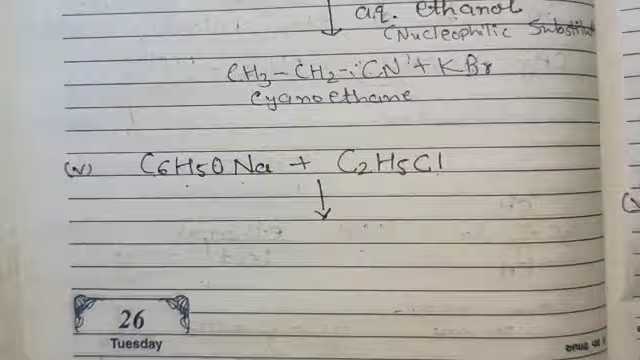 aq. ethanol
(Nucleophilic Substitut
CH3-CH2-CN + KBr
Cyanoethane
(v) C6H5ONa + C2H5Cl
26
Tuesday